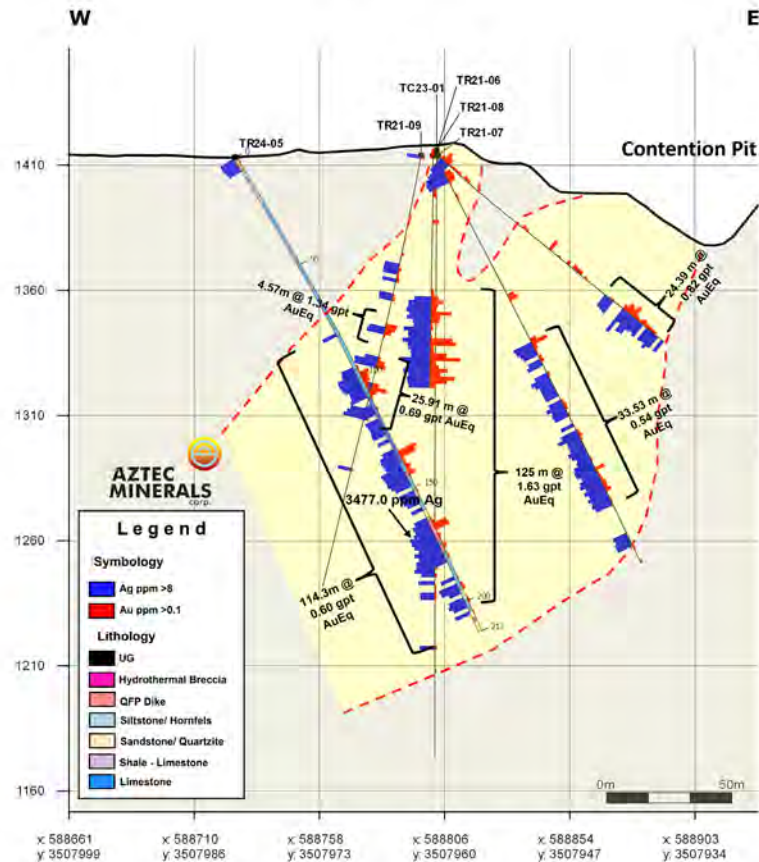 W
E
TC23-01
TR21-06
TR21-08
TR21-09
TR21-07
TR24-05
Contention Pit
1410
1360
1310
1260
1210
1160
24.39 m @
0.82 gpt
AuEq
4.57m @ 1.34 gpt
AuEq
25.91 m @
0.69 gpt AuEq
33.53 m @
0.54 gpt
AuEq
125 m @
1.63 gpt
AuEq
150
3477.0 ppm Ag
114.3m @
0.60 gpt
AuEq
200
AZTEC
MINERALS
corp.
Legend
Symbology
Ag ppm >8
Au ppm >0.1
Lithology
UG
Hydrothermal Breccia
QFP Dike
Siltstone/ Hornfels
Sandstone/ Quartzite
Shale - Limestone
Limestone
0m 50m
x: 588661 x: 588710 x: 588758 x: 588806 x: 588854 x: 588903
y: 3507999 y: 3507986 y: 3507973 y: 3507960 y: 3507947 y: 3507934